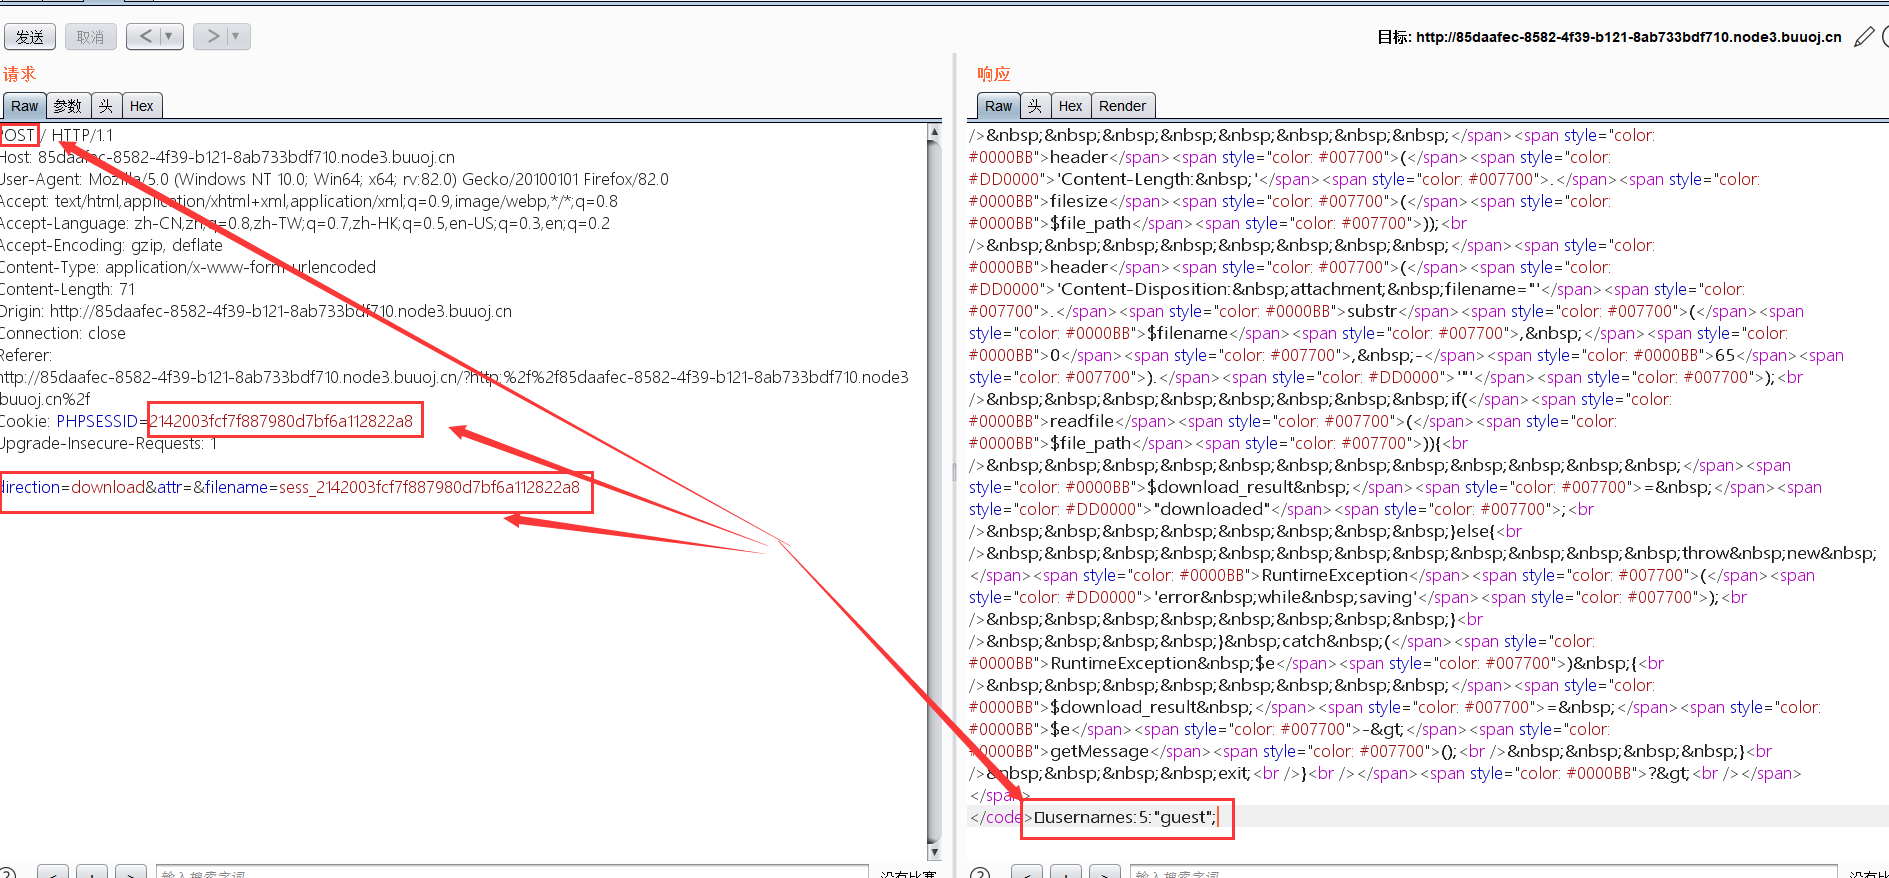 发送 取消 < ▼ > ▼
目标: http://85daafec-8582-4f39-b121-8ab733bdf710.node3.buuoj.cn
请求
Raw 参数 头 Hex
POST / HTTP/1.1
Host: 85daafec-8582-4f39-b121-8ab733bdf710.node3.buuoj.cn
User-Agent: Mozilla/5.0 (Windows NT 10.0; Win64; x64; rv:82.0) Gecko/20100101 Firefox/82.0
Accept: text/html,application/xhtml+xml,application/xml;q=0.9,image/webp,*/*;q=0.8
Accept-Language: zh-CN,zh;q=0.8,zh-TW;q=0.7,zh-HK;q=0.5,en-US;q=0.3,en;q=0.2
Accept-Encoding: gzip, deflate
Content-Type: application/x-www-form-urlencoded
Content-Length: 71
Origin: http://85daafec-8582-4f39-b121-8ab733bdf710.node3.buuoj.cn
Connection: close
Referer:
http://85daafec-8582-4f39-b121-8ab733bdf710.node3.buuoj.cn/?http:%2f%2f85daafec-8582-4f39-b121-8ab733bdf710.node3
.buuoj.cn%2f
Cookie: PHPSESSID=2142003fcf7f887980d7bf6a112822a8
Upgrade-Insecure-Requests: 1
direction=download&attr=&filename=sess_2142003fcf7f887980d7bf6a112822a8
响应
Raw 头 Hex Render
/>&nbsp;&nbsp;&nbsp;&nbsp;&nbsp;&nbsp;&nbsp;&nbsp;</span><span style="color:
#0000BB">header</span><span style="color: #007700">(</span><span style="color:
#DD0000">'Content-Length:&nbsp;'</span><span style="color: #007700">.</span><span style="color:
#0000BB">filesize</span><span style="color: #007700">(</span><span style="color:
#0000BB">$file_path</span><span style="color: #007700">));<br
/>&nbsp;&nbsp;&nbsp;&nbsp;&nbsp;&nbsp;&nbsp;&nbsp;</span><span style="color:
#0000BB">header</span><span style="color: #007700">(</span><span style="color:
#DD0000">'Content-Disposition:&nbsp;attachment;&nbsp;filename="'</span><span style="color:
#007700">.</span><span style="color: #0000BB">substr</span><span style="color: #007700">(</span><span
style="color: #0000BB">$filename</span><span style="color: #007700">,&nbsp;</span><span style="color:
#0000BB">0</span><span style="color: #007700">,&nbsp;-</span><span style="color: #0000BB">65</span><span
style="color: #007700">).</span><span style="color: #DD0000">'"'</span><span style="color: #007700">);<br
/>&nbsp;&nbsp;&nbsp;&nbsp;&nbsp;&nbsp;&nbsp;&nbsp;if(</span><span style="color:
#0000BB">readfile</span><span style="color: #007700">(</span><span style="color:
#0000BB">$file_path</span><span style="color: #007700">)){<br
/>&nbsp;&nbsp;&nbsp;&nbsp;&nbsp;&nbsp;&nbsp;&nbsp;&nbsp;&nbsp;&nbsp;&nbsp;</span><span
style="color: #0000BB">$download_result&nbsp;</span><span style="color: #007700">=&nbsp;</span><span
style="color: #DD0000">"downloaded"</span><span style="color: #007700">;<br
/>&nbsp;&nbsp;&nbsp;&nbsp;&nbsp;&nbsp;&nbsp;&nbsp;}else{<br
/>&nbsp;&nbsp;&nbsp;&nbsp;&nbsp;&nbsp;&nbsp;&nbsp;&nbsp;&nbsp;&nbsp;&nbsp;throw&nbsp;new&nbsp;
</span><span style="color: #0000BB">RuntimeException</span><span style="color: #007700">(</span><span
style="color: #DD0000">'error&nbsp;while&nbsp;saving'</span><span style="color: #007700">);<br
/>&nbsp;&nbsp;&nbsp;&nbsp;&nbsp;&nbsp;&nbsp;&nbsp;}<br
/>&nbsp;&nbsp;&nbsp;&nbsp;}&nbsp;catch&nbsp;(</span><span style="color:
#0000BB">RuntimeException&nbsp;$e</span><span style="color: #007700">)&nbsp;{<br
/>&nbsp;&nbsp;&nbsp;&nbsp;&nbsp;&nbsp;&nbsp;&nbsp;</span><span style="color:
#0000BB">$download_result&nbsp;</span><span style="color: #007700">=&nbsp;</span><span style="color:
#0000BB">$e</span><span style="color: #007700">-&gt;</span><span style="color:
#0000BB">getMessage</span><span style="color: #007700">();<br />&nbsp;&nbsp;&nbsp;&nbsp;}<br
/>&nbsp;&nbsp;&nbsp;&nbsp;exit;<br />}<br /></span><span style="color: #0000BB">?&gt;<br /></span>
</span>
</code>usernames:5:"guest";